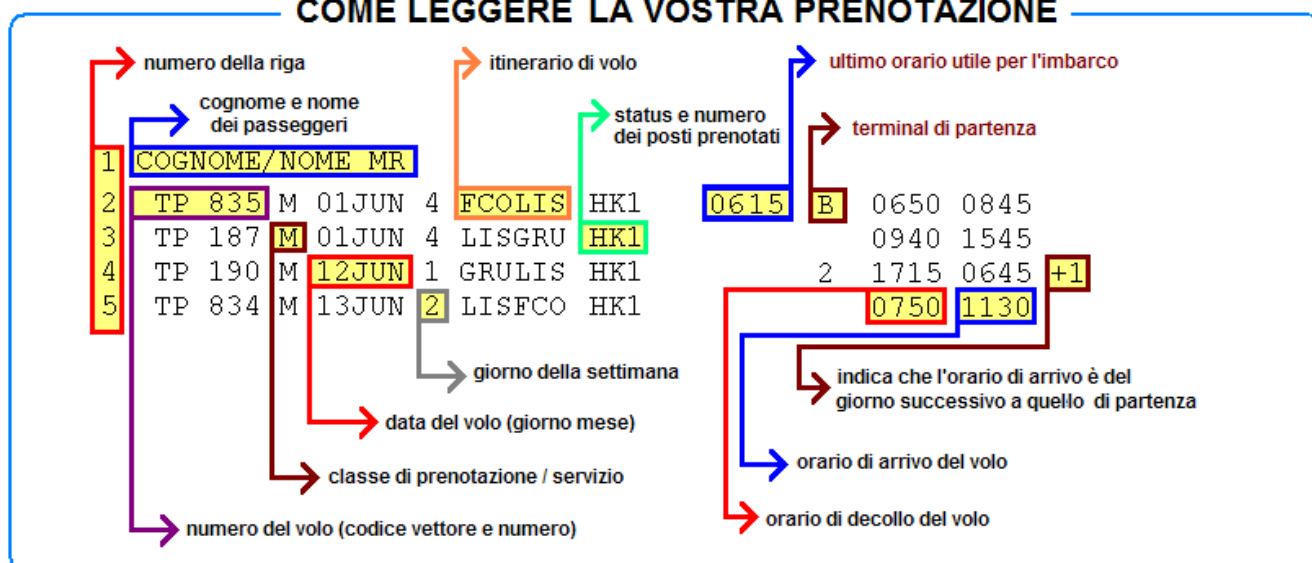 COME LEGGERE LA VOSTRA PRENOTAZIONE
numero della riga
itinerario di volo
ultimo orario utile per l'imbarco
cognome e nome
dei passeggeri
status e numero
dei posti prenotati
terminal di partenza
1 COGNOME/NOME MR
2 TP 835 M 01JUN 4 FCOLIS HK1 0615 B 0650 0845
3 TP 187 M 01JUN 4 LISGRU HK1 0940 1545
4 TP 190 M 12JUN 1 GRULIS HK1 2 1715 0645 +1
5 TP 834 M 13JUN 2 LISFCO HK1 0750 1130
giorno della settimana
indica che l'orario di arrivo è del
giorno successivo a quello di partenza
data del volo (giorno mese)
orario di arrivo del volo
classe di prenotazione / servizio
orario di decollo del volo
numero del volo (codice vettore e numero)